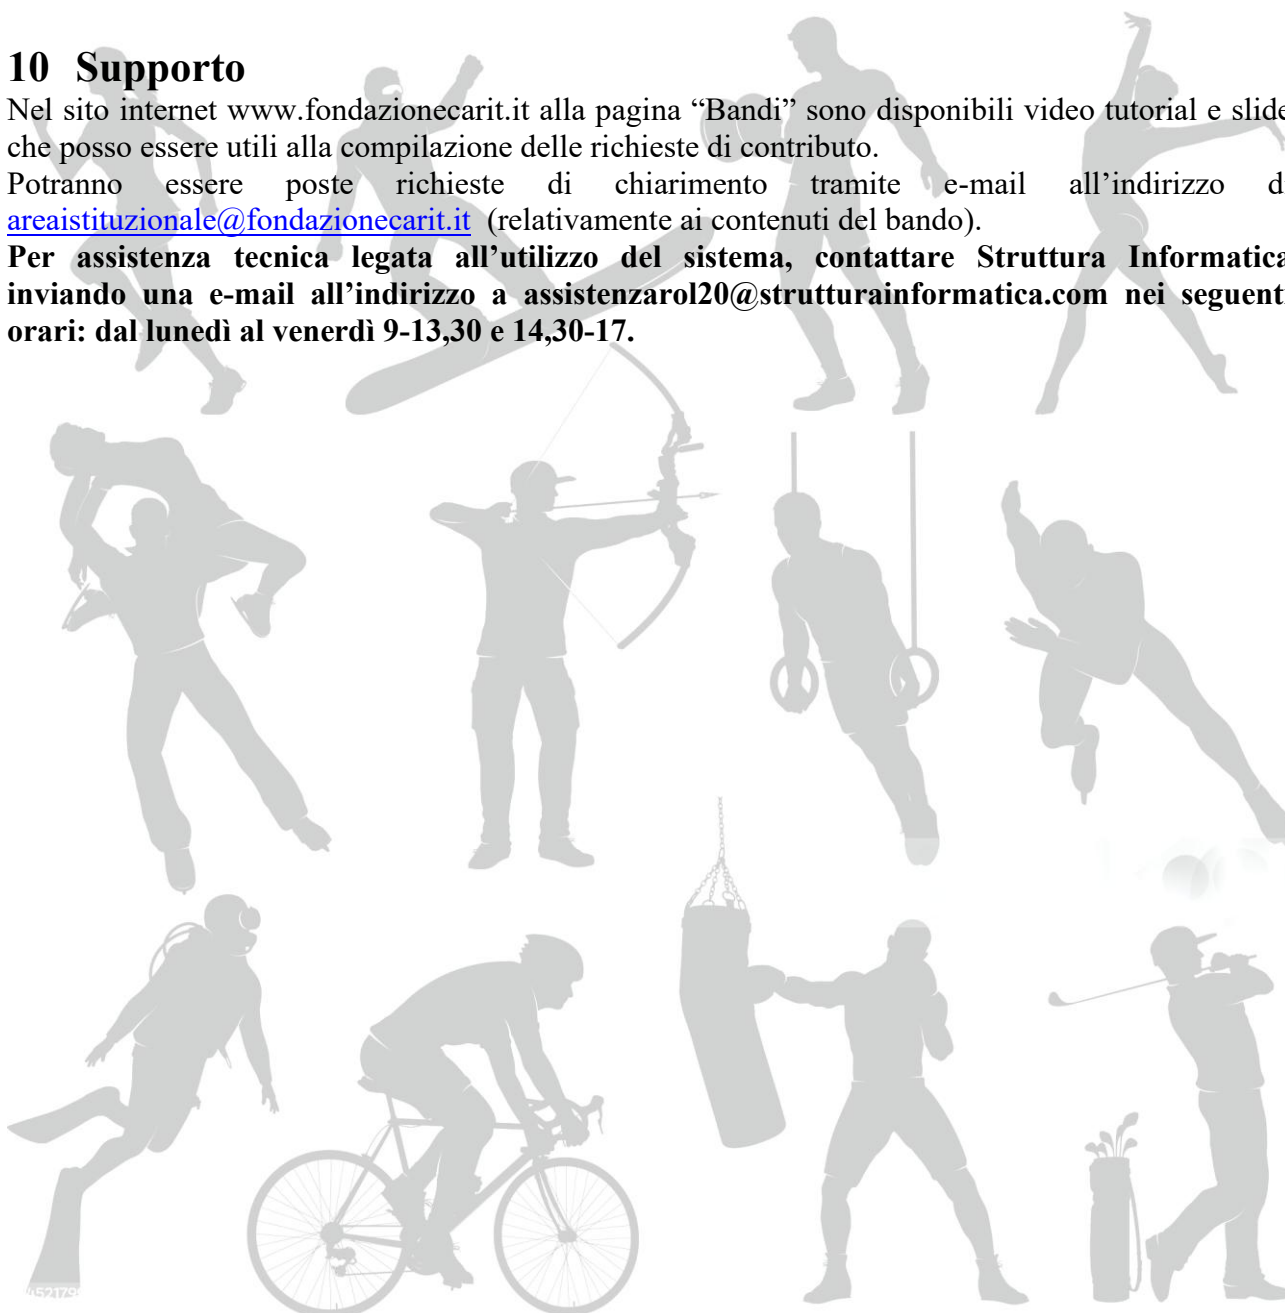 10 Supporto
Nel sito internet www.fondazionecarit.it alla pagina “Bandi” sono disponibili video tutorial e slide
che posso essere utili alla compilazione delle richieste di contributo.
Potranno essere poste richieste di chiarimento tramite e-mail all’indirizzo d
areaistituzionale@fondazionecarit.it (relativamente ai contenuti del bando).
Per assistenza tecnica legata all’utilizzo del sistema, contattare Struttura Informatica
inviando una e-mail all’indirizzo a assistenzarol20@strutturainformatica.com nei seguenti
orari: dal lunedì al venerdì 9-13,30 e 14,30-17.